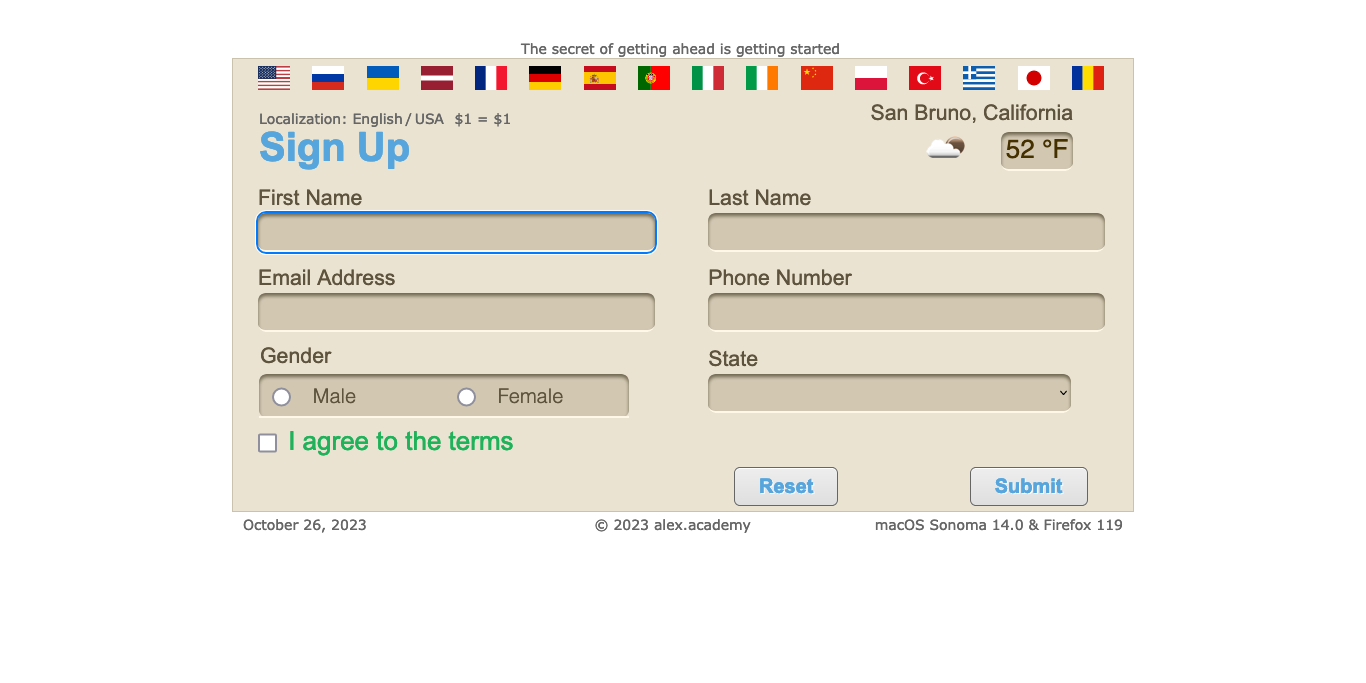 The secret of getting ahead is getting started
Localization: English / USA $1 = $1
San Bruno, California
Sign Up
52 °F
First Name
Last Name
Email Address
Phone Number
Gender
State
Male
Female
I agree to the terms
Reset
Submit
October 26, 2023
© 2023 alex.academy
macOS Sonoma 14.0 & Firefox 119